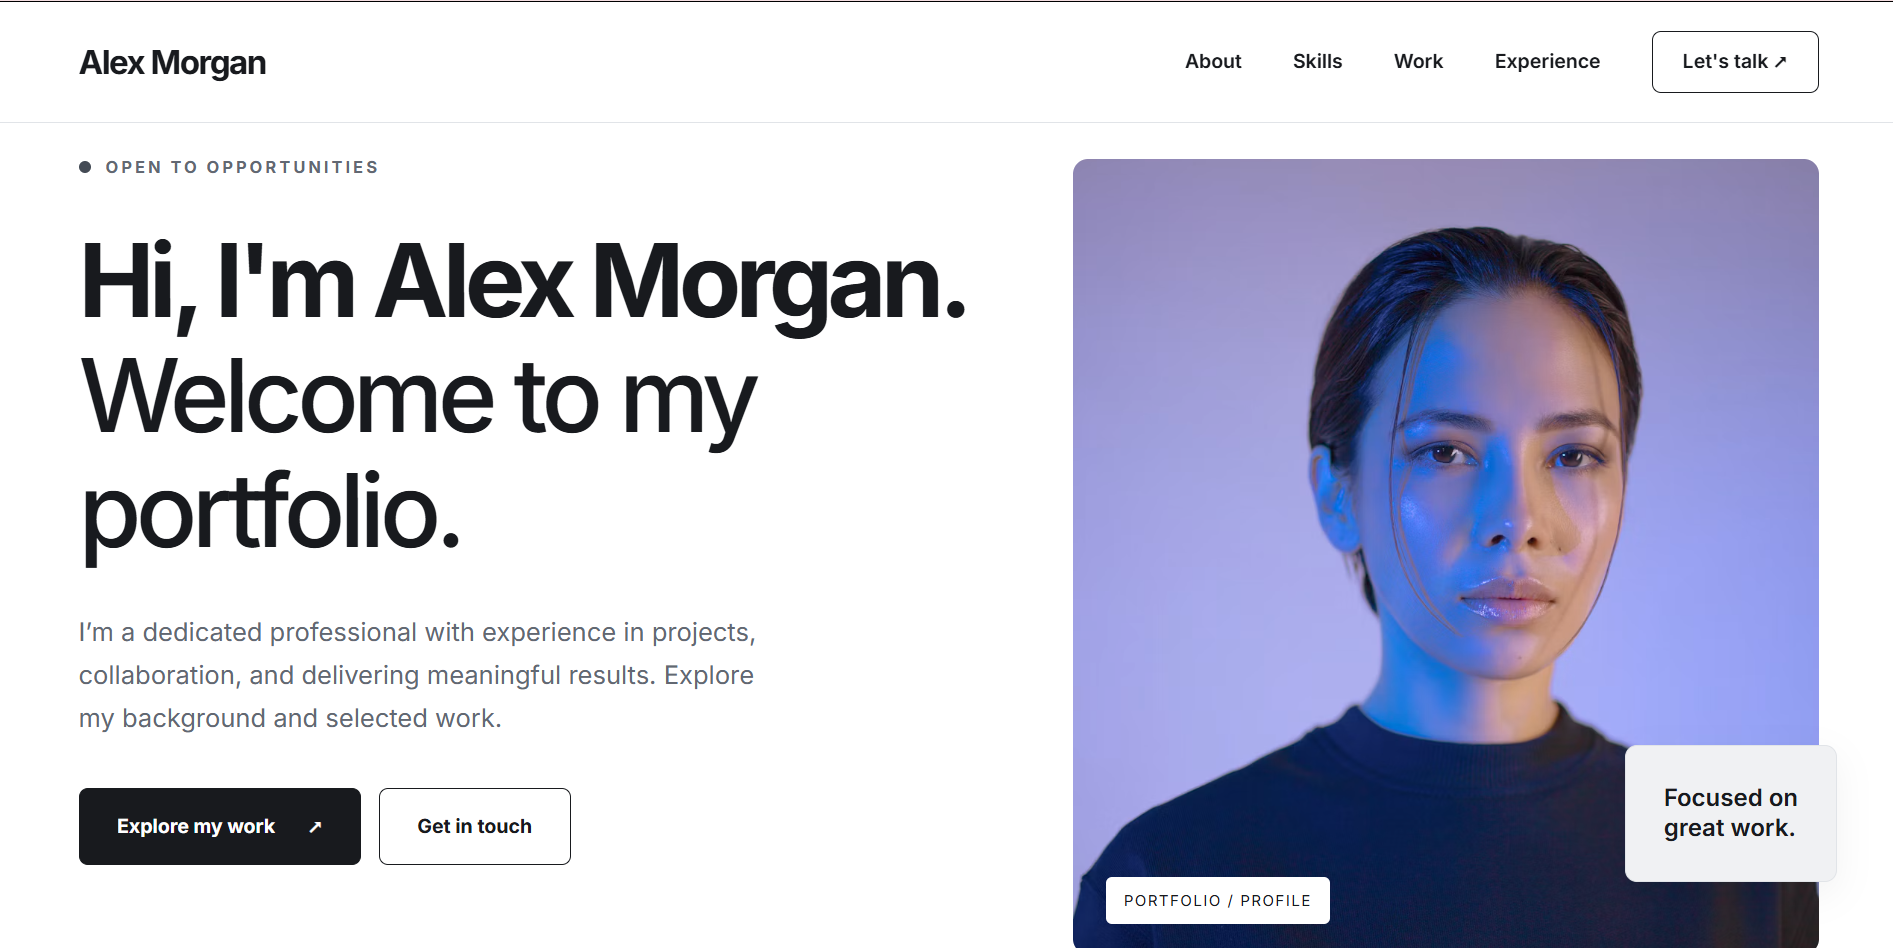 Alex Morgan
About
Skills
Work
Experience
Let's talk ↗
OPEN TO OPPORTUNITIES
Hi, I'm Alex Morgan.
Welcome to my
portfolio.
I’m a dedicated professional with experience in projects,
collaboration, and delivering meaningful results. Explore
my background and selected work.
Explore my work ↗
Get in touch
Focused on
great work.
PORTFOLIO / PROFILE